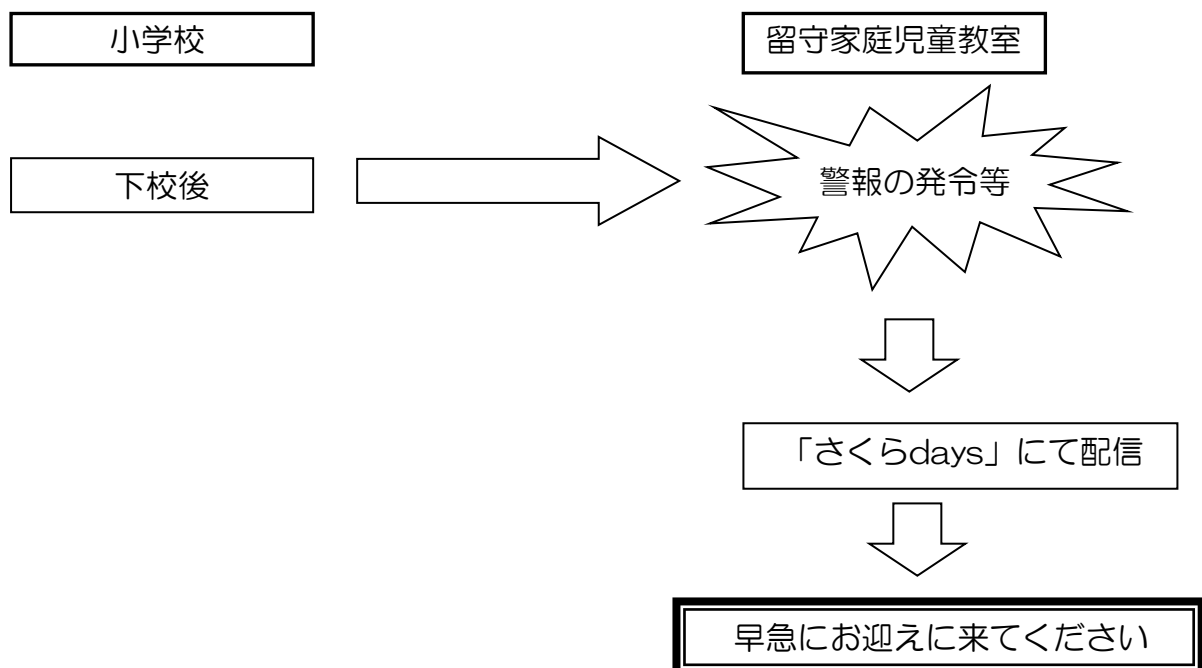 小学校
留守家庭児童教室
下校後
警報の発令等
「さくらdays」にて配信
早急にお迎えに来てください